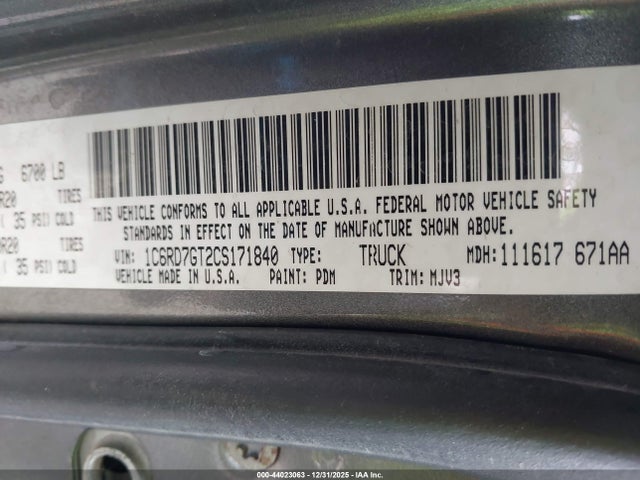 6700 LB
R20 TIRES
( 35 PSI) COLD
R20 TIRES
( 35 PSI) COLD
THIS VEHICLE CONFORMS TO ALL APPLICABLE U.S.A. FEDERAL MOTOR VEHICLE SAFETY
STANDARDS IN EFFECT ON THE DATE OF MANUFACTURE SHOWN ABOVE.
VIN: 1C6RD7GT2CS171840 TYPE: TRUCK MDH: 111617 671AA
VEHICLE MADE IN U.S.A. PAINT: PDM TRIM: MJV3
000-44023063 - 12/31/2025 - IAAI.com.